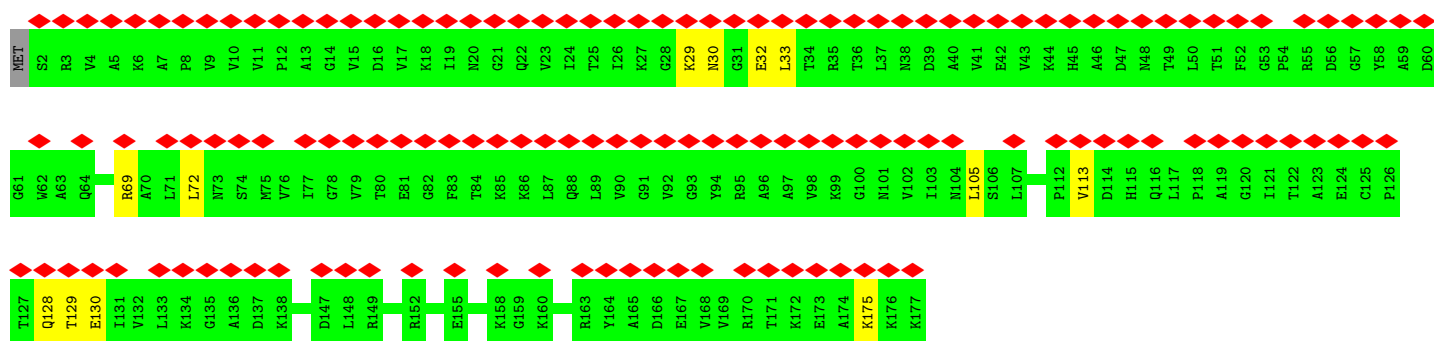 MET S2 R3 V4 A5 K6 A7 P8 V9 V10 V11 P12 A13 G14 V15 D16 V17 K18 I19 N20 G21 Q22 V23 I24 T25 I26 K27 G28 K29 N30 G31 E32 L33 T34 R35 T36 L37 N38 D39 A40 V41 E42 V43 K44 H45 A46 D47 N48 T49 L50 T51 F52 G53 P54 R55 D56 G57 Y58 A59 D60
G61 W62 A63 Q64 R69 A70 L71 L72 N73 S74 M75 V76 I77 G78 V79 T80 E81 G82 F83 T84 K85 K86 L87 Q88 L89 V90 G91 V92 G93 Y94 R95 A96 A97 V98 K99 G100 N101 V102 I103 N104 L105 S106 L107 P112 V113 D114 H115 Q116 L117 P118 A119 G120 I121 T122 A123 E124 C125 P126
T127 Q128 T129 E130 I131 V132 L133 K134 G135 A136 D137 K138 D147 L148 R149 R152 E155 K158 G159 K160 R163 Y164 A165 D166 E167 V168 V169 R170 T171 K172 E173 A174 K175 K176 K177